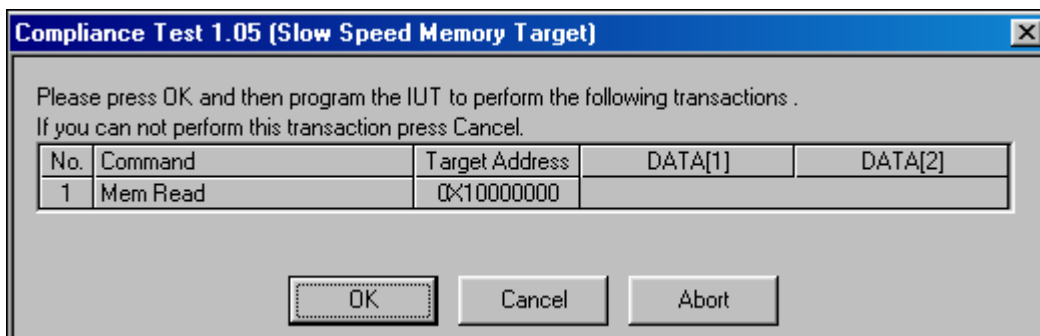 Compliance Test 1.05 (Slow Speed Memory Target)
Please press OK and then program the IUT to perform the following transactions .
If you can not perform this transaction press Cancel.
No. Command Target Address DATA[1] DATA[2]
1 Mem Read 0X10000000
OK Cancel Abort